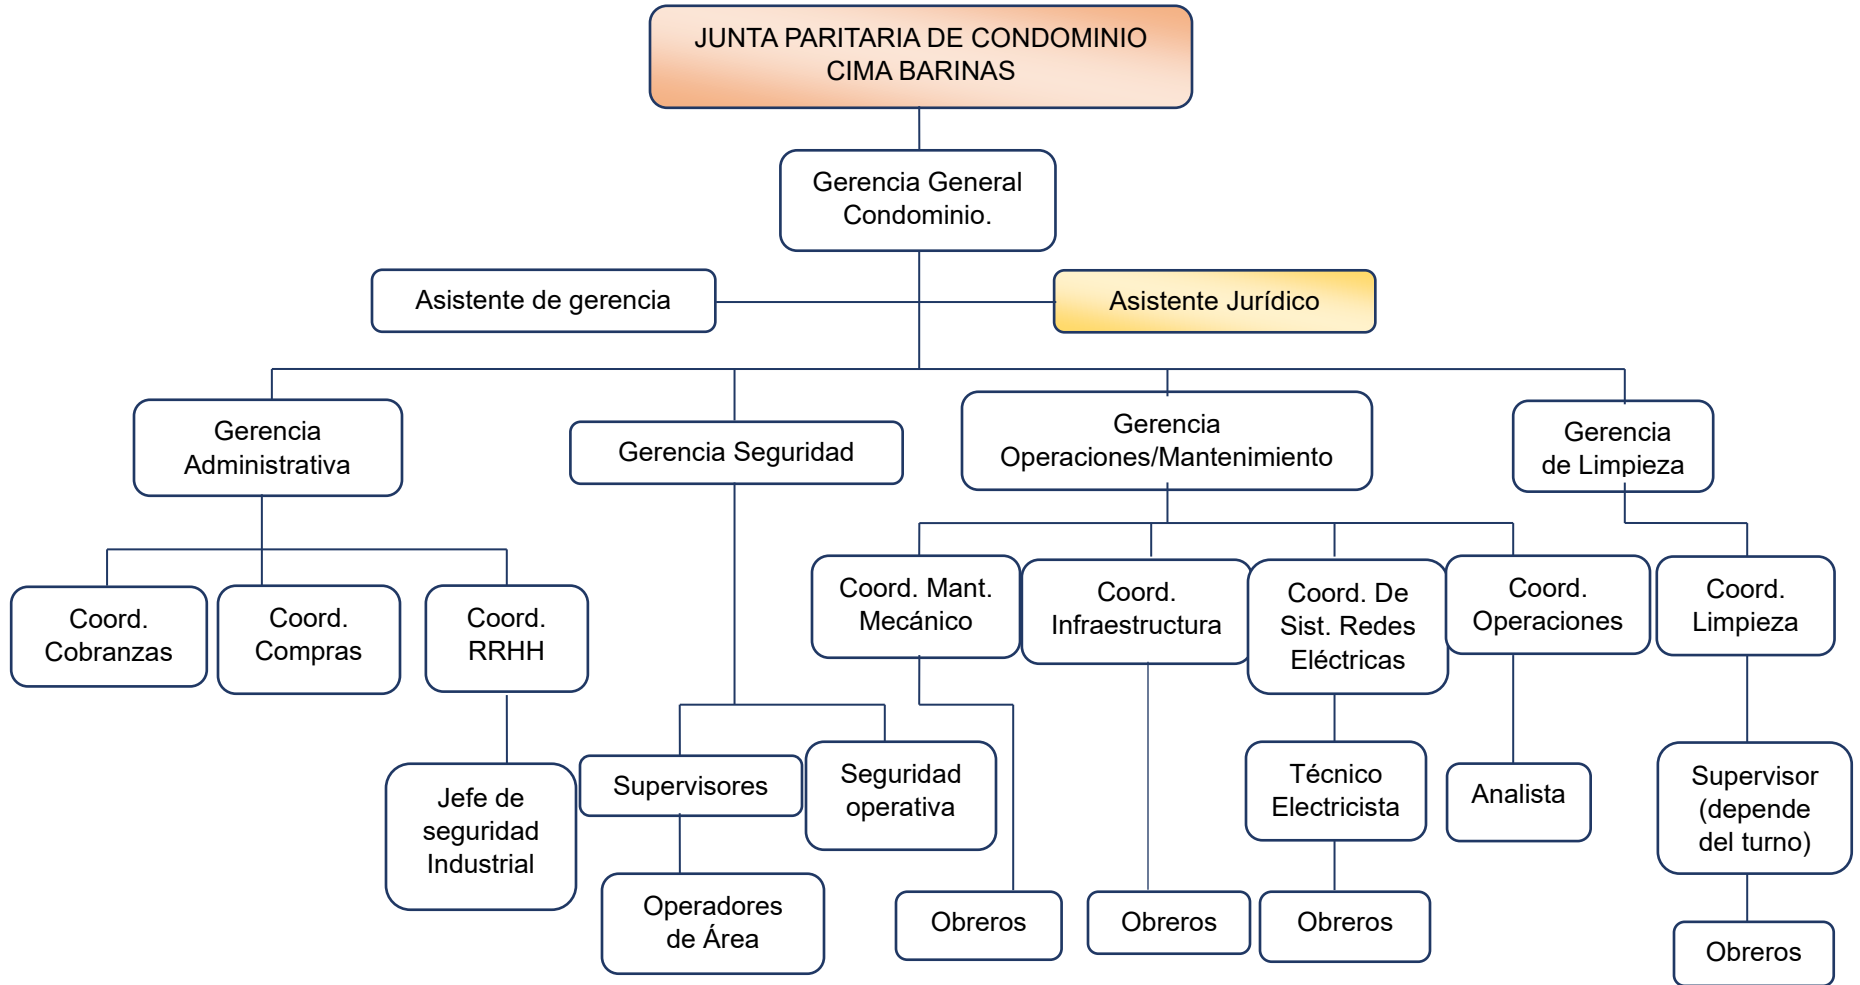 JUNTA PARITARIA DE CONDOMINIO
CIMA BARINAS
Gerencia General
Condominio.
Asistente de gerencia
Asistente Jurídico
Gerencia
Administrativa
Gerencia Seguridad
Gerencia
Operaciones/Mantenimiento
Gerencia
de Limpieza
Coord.
Cobranzas
Coord.
Compras
Coord.
RRHH
Coord. Mant.
Mecánico
Coord.
Infraestructura
Coord. De
Sist. Redes
Eléctricas
Coord.
Operaciones
Coord.
Limpieza
Jefe de
seguridad
Industrial
Supervisores
Seguridad
operativa
Técnico
Electricista
Analista
Supervisor
(depende
del turno)
Operadores
de Área
Obreros
Obreros
Obreros
Obreros